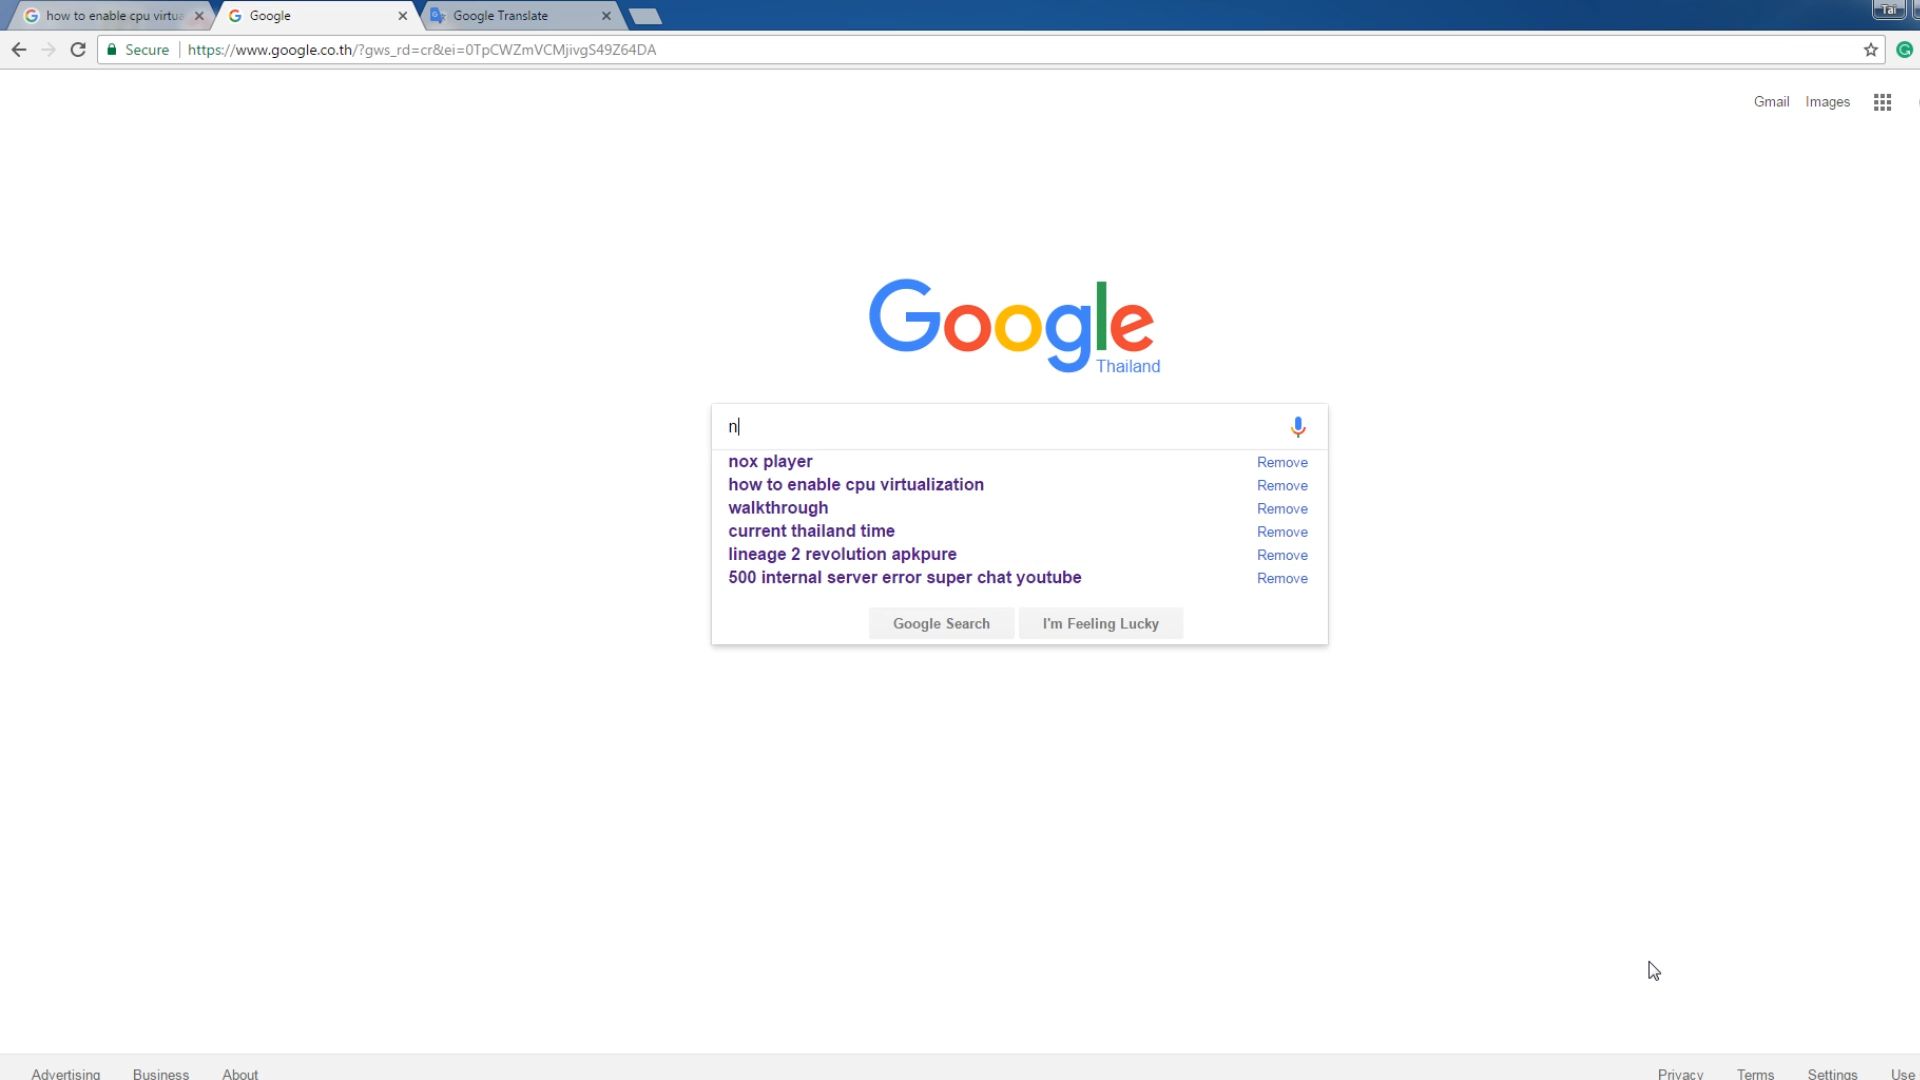 how to enable cpu virtua
Google
Google Translate
Tai
Secure https://www.google.co.th/?gws_rd=cr&ei=0TpCWZmVCMjivgS49Z64DA
Gmail Images
Google
Thailand
n
nox player Remove
how to enable cpu virtualization Remove
walkthrough Remove
current thailand time Remove
lineage 2 revolution apkpure Remove
500 internal server error super chat youtube Remove
Google Search I'm Feeling Lucky
Advertising Business About Privacy Terms Settings Use